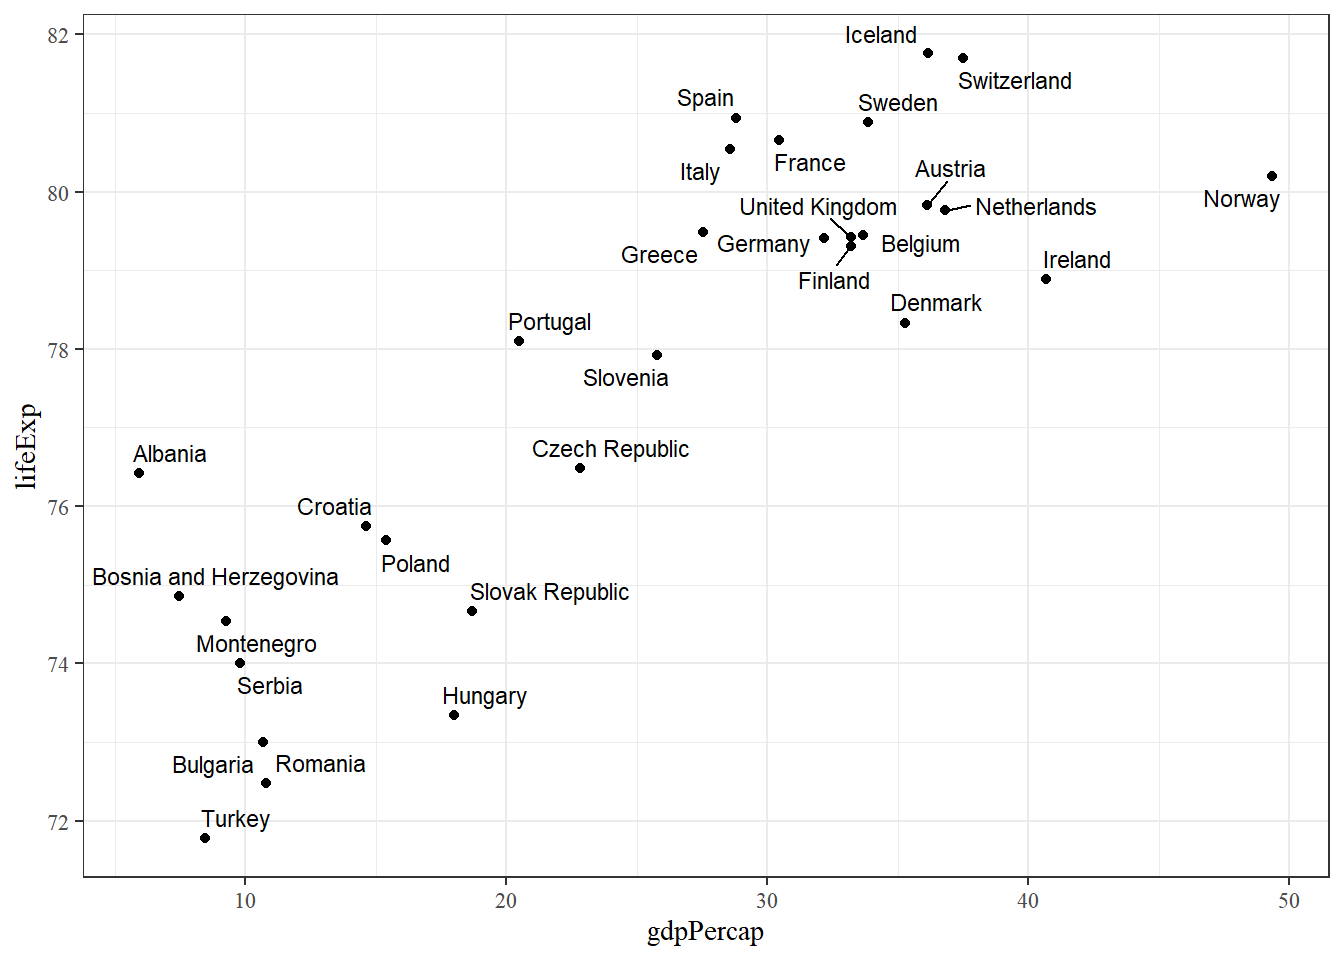 82
Iceland
Switzerland
Spain
Sweden
France
Italy
Austria
80
Norway
United Kingdom
Netherlands
Greece
Germany
Belgium
Finland
Ireland
Denmark
Portugal
78
Slovenia
Czech Republic
Albania
76
Croatia
Poland
Bosnia and Herzegovina
Slovak Republic
Montenegro
74
Serbia
Hungary
Bulgaria
Romania
Turkey
72
lifeExp
10
20
30
40
50
gdpPercap